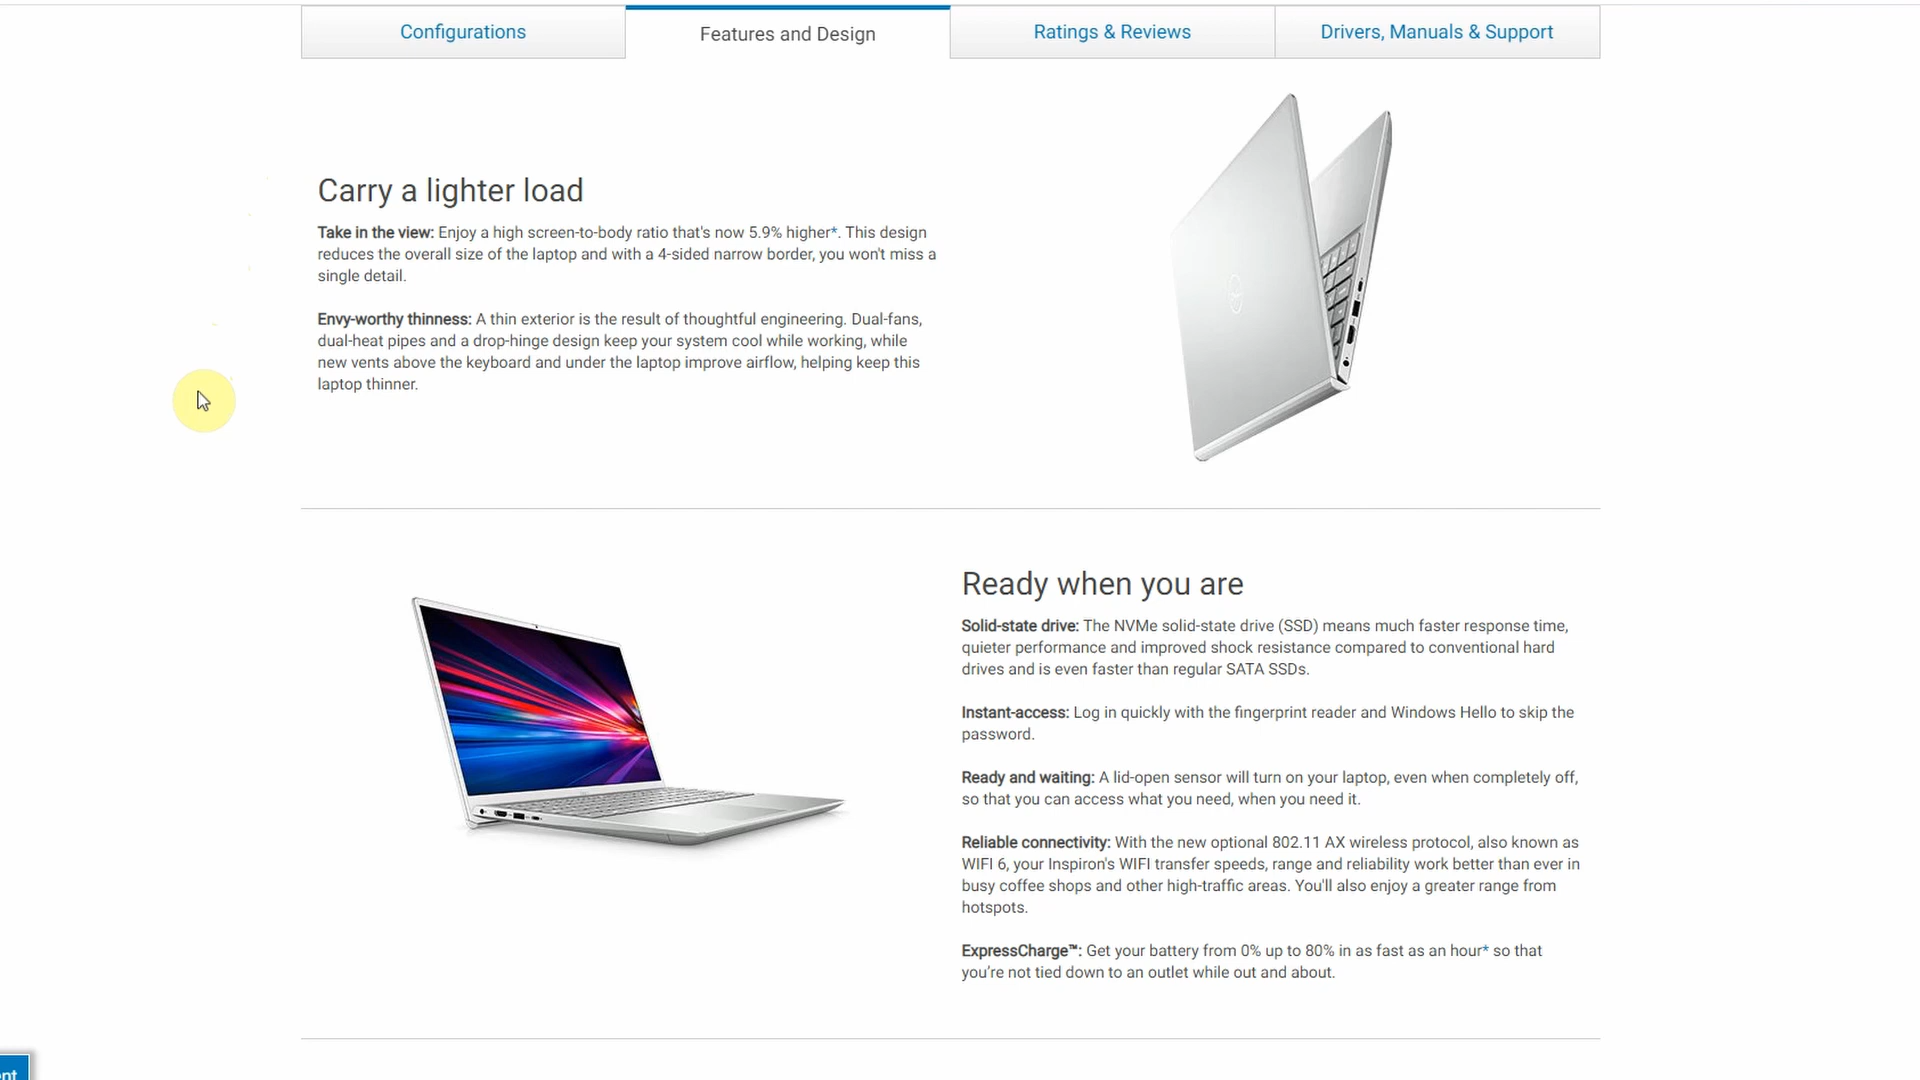 Configurations
Features and Design
Ratings & Reviews
Drivers, Manuals & Support
Carry a lighter load
Take in the view: Enjoy a high screen-to-body ratio that's now 5.9% higher*. This design
reduces the overall size of the laptop and with a 4-sided narrow border, you won't miss a
single detail.
Envy-worthy thinness: A thin exterior is the result of thoughtful engineering. Dual-fans,
dual-heat pipes and a drop-hinge design keep your system cool while working, while
new vents above the keyboard and under the laptop improve airflow, helping keep this
laptop thinner.
Ready when you are
Solid-state drive: The NVMe solid-state drive (SSD) means much faster response time,
quieter performance and improved shock resistance compared to conventional hard
drives and is even faster than regular SATA SSDs.
Instant-access: Log in quickly with the fingerprint reader and Windows Hello to skip the
password.
Ready and waiting: A lid-open sensor will turn on your laptop, even when completely off,
so that you can access what you need, when you need it.
Reliable connectivity: With the new optional 802.11 AX wireless protocol, also known as
WIFI 6, your Inspiron's WIFI transfer speeds, range and reliability work better than ever in
busy coffee shops and other high-traffic areas. You'll also enjoy a greater range from
hotspots.
ExpressCharge™: Get your battery from 0% up to 80% in as fast as an hour* so that
you’re not tied down to an outlet while out and about.